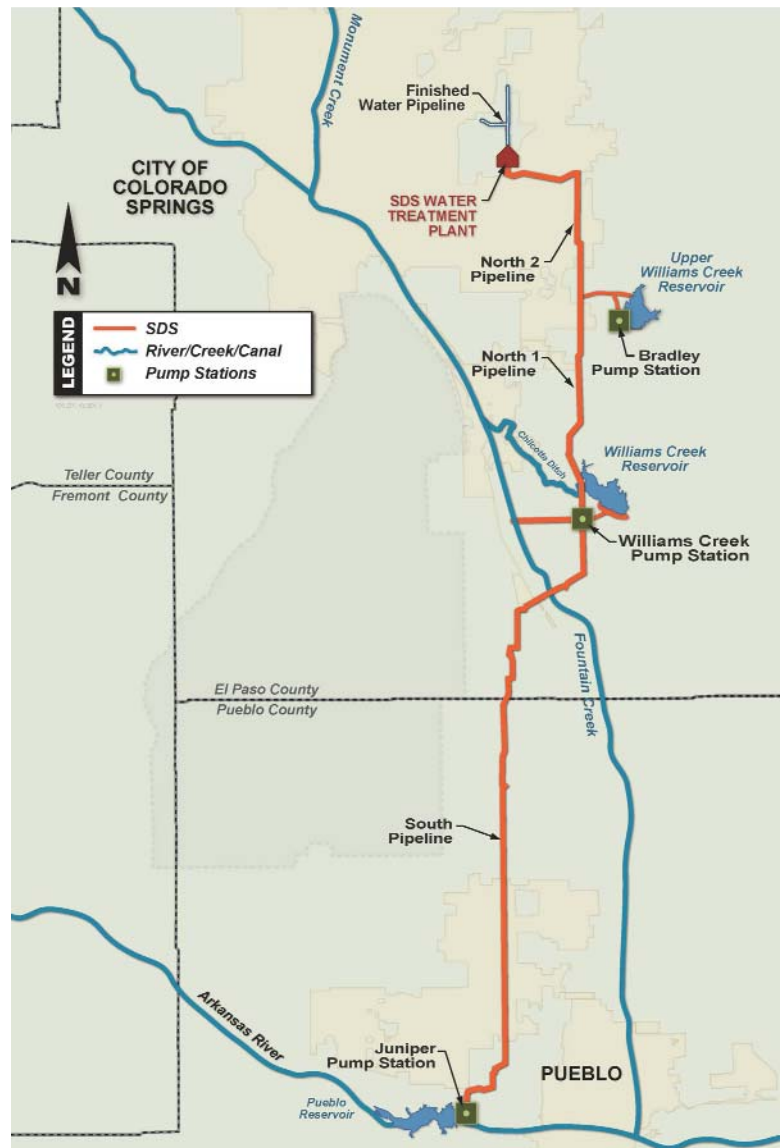 Monument Creek
Finished
Water Pipeline
CITY OF
COLORADO
SPRINGS
SDS WATER
TREATMENT
PLANT
N
North 2
Pipeline
Upper
Williams Creek
Reservoir
LEGEND
SDS
River/Creek/Canal
Pump Stations
North 1
Pipeline
Bradley
Pump Station
Chilcotte Ditch
Williams Creek
Reservoir
Teller County
Fremont County
Williams Creek
Pump Station
Fountain Creek
El Paso County
Pueblo County
South
Pipeline
Arkansas River
Juniper
Pump Station
PUEBLO
Pueblo
Reservoir